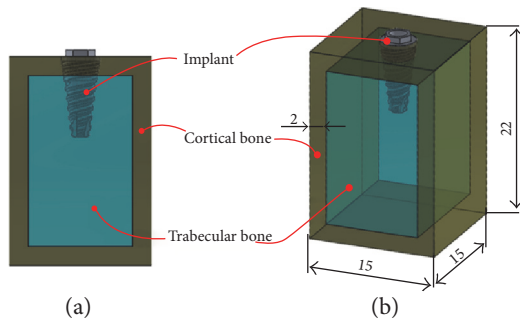 Implant
Cortical bone
Trabecular bone
2
22
15
15
(a)
(b)